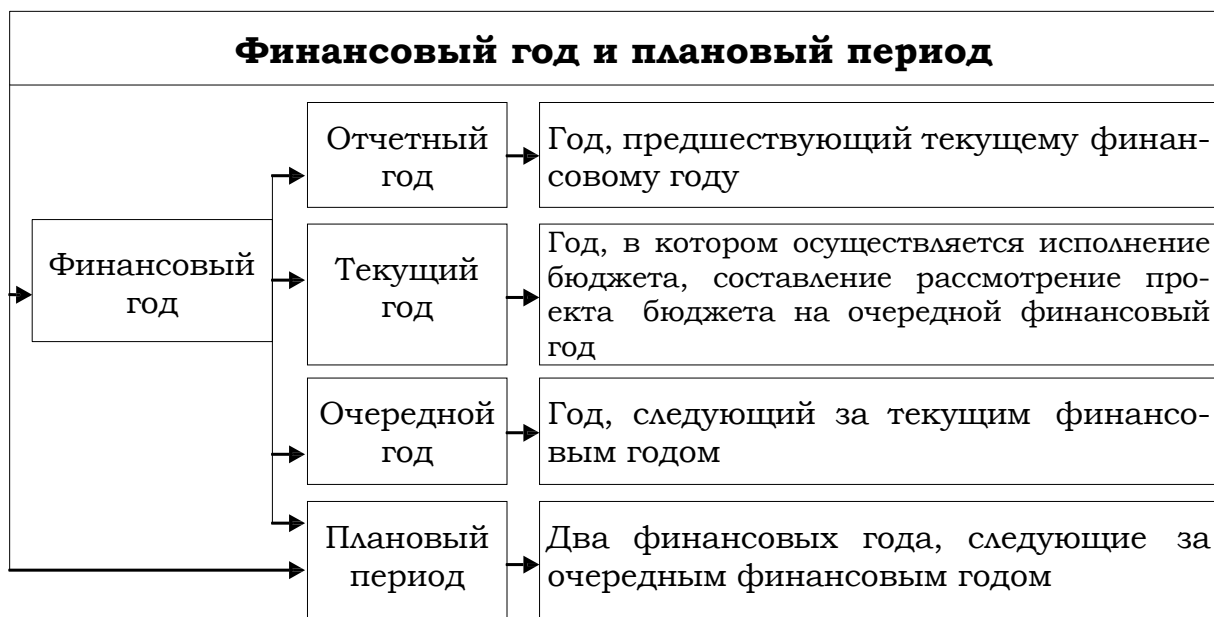 Финансовый год и плановый период
Отчетный
год
Год, предшествующий текущему финан-
совому году
Финансовый
год
Текущий
год
Год, в котором осуществляется исполнение
бюджета, составление рассмотрение про-
екта бюджета на очередной финансовый
год
Очередной
год
Год, следующий за текущим финансо-
вым годом
Плановый
период
Два финансовых года, следующие за
очередным финансовым годом